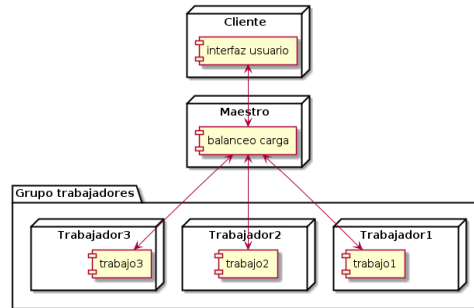 Cliente
interfaz usuario
Maestro
balanceo carga
Grupo trabajadores
Trabajador3
Trabajador2
Trabajador1
trabajo3
trabajo2
trabajo1